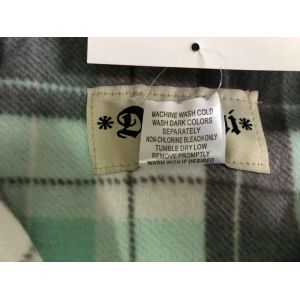 MACHINE WASH COLD
WASH DARK COLORS
SEPARATELY
NON-CHLORINE BLEACH ONLY
TUMBLE DRY LOW
REMOVE PROMPTLY
WARM IRON IF DESIRED